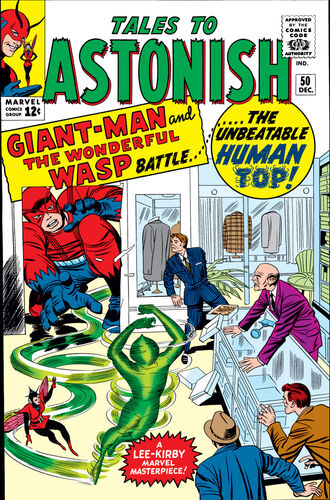 TALES TO
ASTONISH
APPROVED
BY THE
COMICS
CODE
AUTHORITY
MARVEL
COMICS
GROUP
12¢
IND.
50
DEC.
GIANT-MAN and
THE WONDERFUL
WASP BATTLE...
.....THE
UNBEATABLE
HUMAN
TOP!
A
LEE-KIRBY
MARVEL
MASTERPIECE!